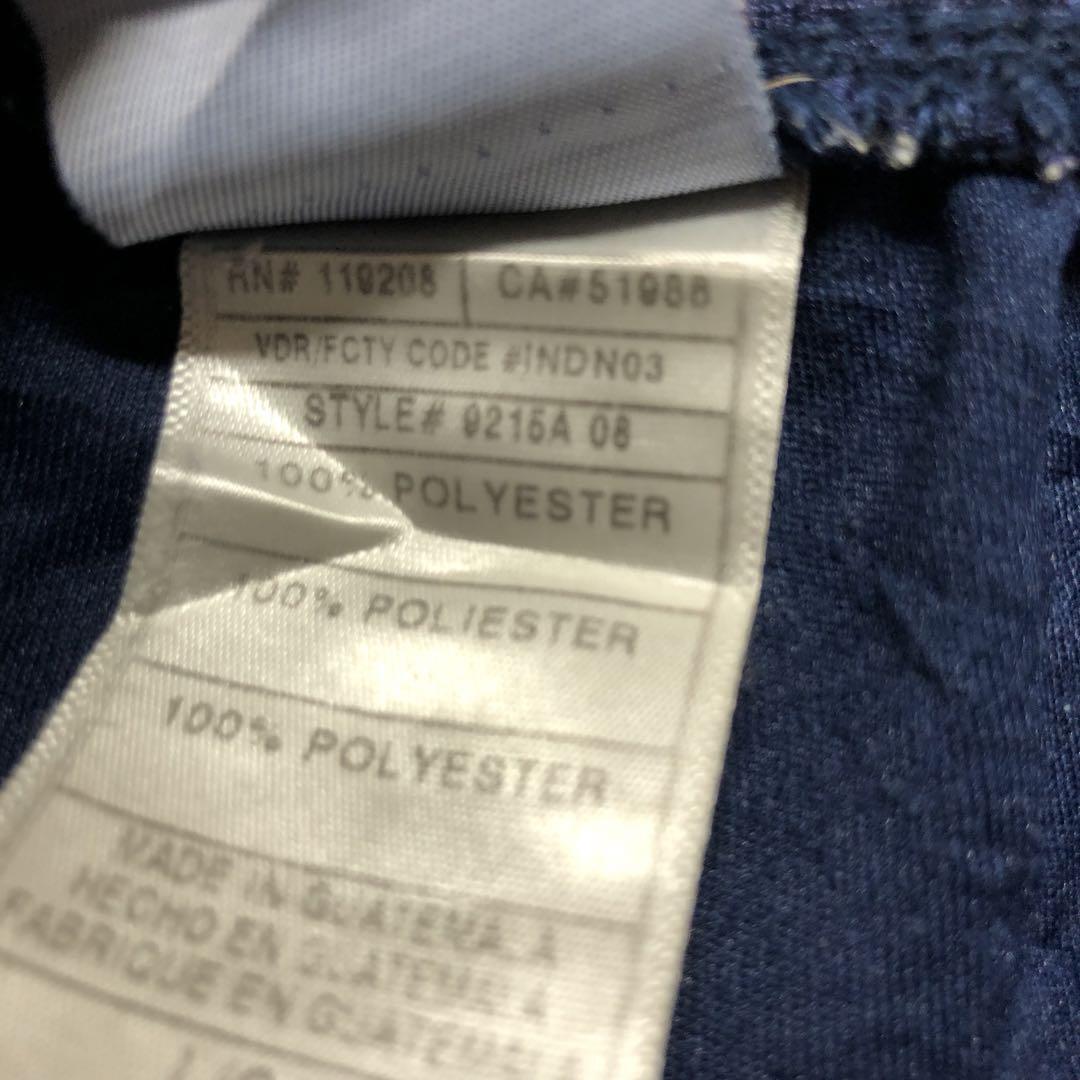 RN# 119208 CA#51988
VDR/FCTY CODE #INDN03
STYLE# 9215A 08
100% POLYESTER
100% POLIESTER
100% POLYESTER
MADE IN GUATEMALA
HECHO EN GUATEMALA
FABRIQUE EN GUATEMALA